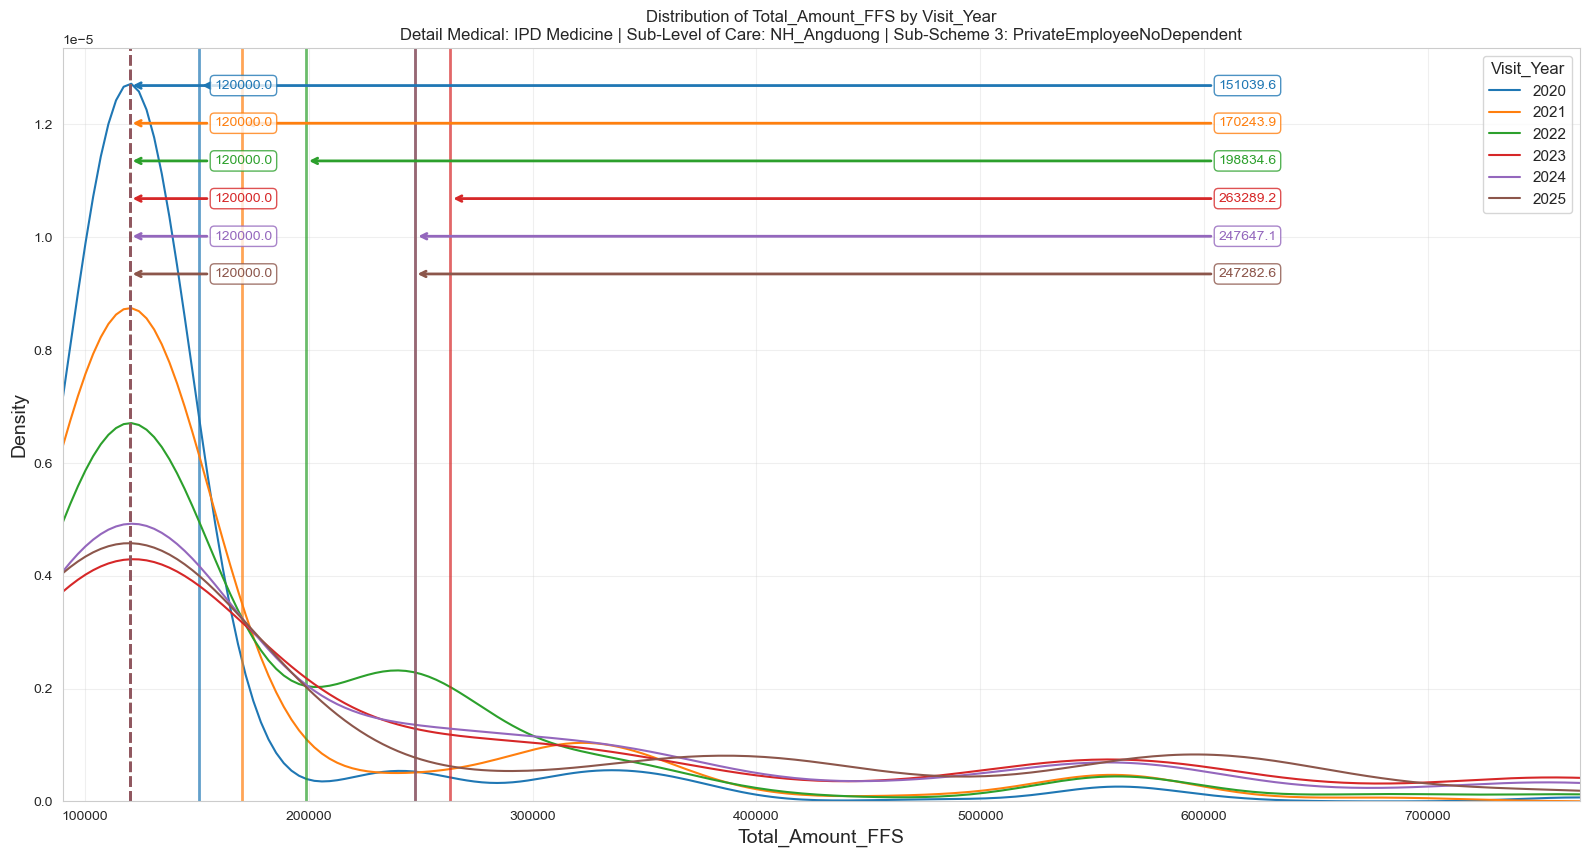 Distribution of Total_Amount_FFS by Visit_Year
Detail Medical: IPD Medicine | Sub-Level of Care: NH_Angduong | Sub-Scheme 3: PrivateEmployeeNoDependent
1e−5
Visit_Year
2020
2021
2022
2023
2024
2025
120000.0 151039.6
120000.0 170243.9
120000.0 198834.6
120000.0 263289.2
120000.0 247647.1
120000.0 247282.6
1.2
1.0
0.8
0.6
0.4
0.2
0.0
Density
100000 200000 300000 400000 500000 600000 700000
Total_Amount_FFS